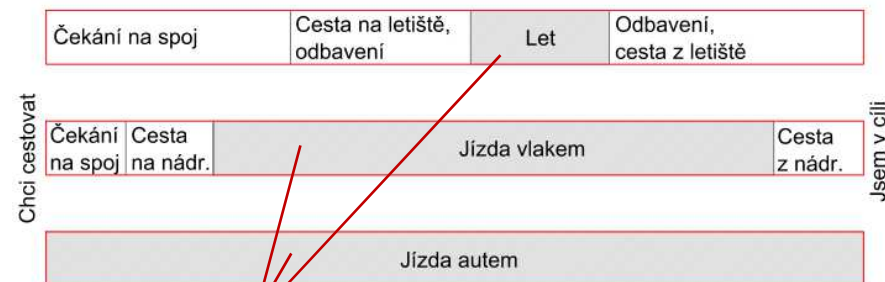 Čekání na spoj
Cesta na letiště,
odbavení
Let
Odbavení,
cesta z letiště
Chci cestovat
Čekání
na spoj
Cesta
na nádr.
Jízda vlakem
Cesta
z nádr.
Jsem v cíli
Jízda autem